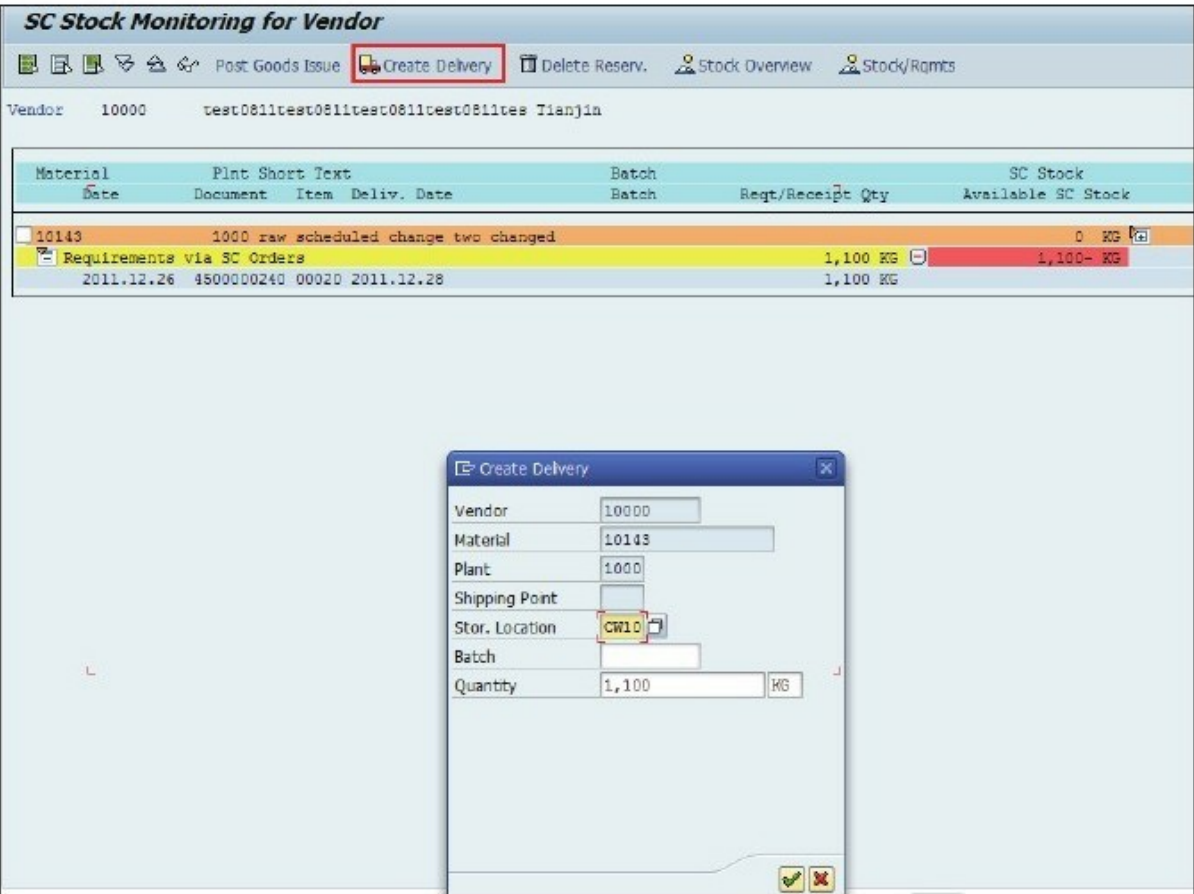 SC Stock Monitoring for Vendor
Post Goods Issue Create Delivery Delete Reserv. Stock Overview Stock/Rqmts
Vendor 10000 test0811test0811test0811test0811tes Tianjin
Material Plnt Short Text Batch SC Stock
Date Document Item Deliv. Date Batch Reqt/Receipt Qty Available SC Stock
10143 1000 raw scheduled change two changed 0 KG
Requirements via SC Orders 1,100 KG 1,100- KG
2011.12.26 4500000240 00020 2011.12.28 1,100 KG
Create Delivery
Vendor 10000
Material 10143
Plant 1000
Shipping Point
Stor. Location CW10
Batch
Quantity 1,100 KG